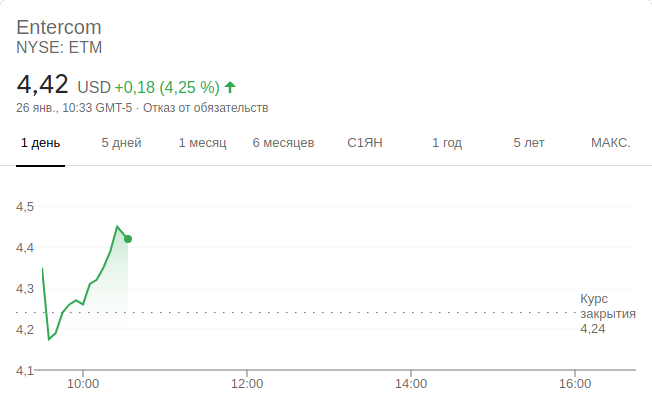 Entercom
NYSE: ETM
4,42 USD +0,18 (4,25 %)
26 янв., 10:33 GMT-5 · Отказ от обязательств
1 день 5 дней 1 месяц 6 месяцев С1ЯН 1 год 5 лет МАКС.
4,5
4,4
4,3
4,2
4,1
Курс
закрытия
4,24
10:00 12:00 14:00 16:00